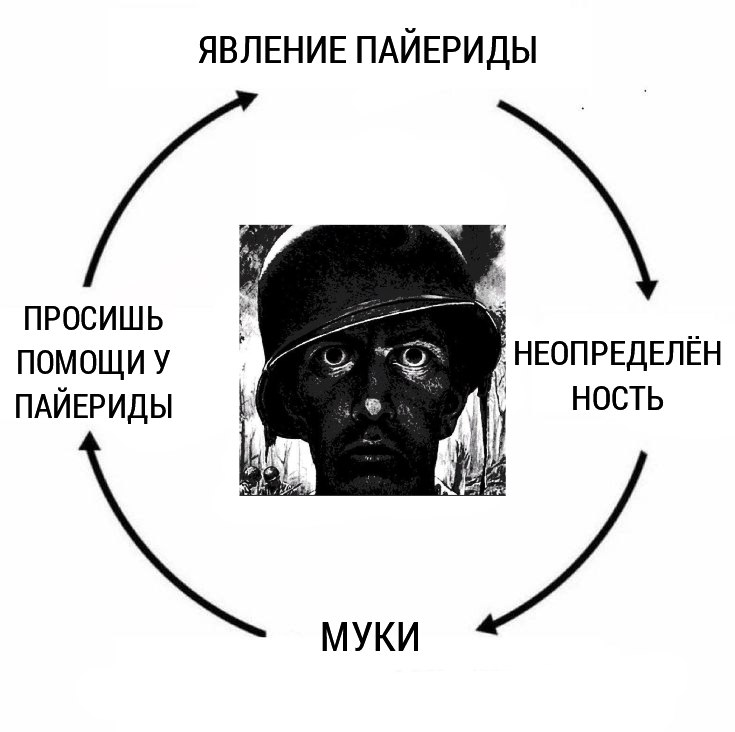 ЯВЛЕНИЕ ПАЙЕРИДЫ
НЕОПРЕДЕЛЁН
НОСТЬ
МУКИ
ПРОСИШЬ
ПОМОЩИ У
ПАЙЕРИДЫ